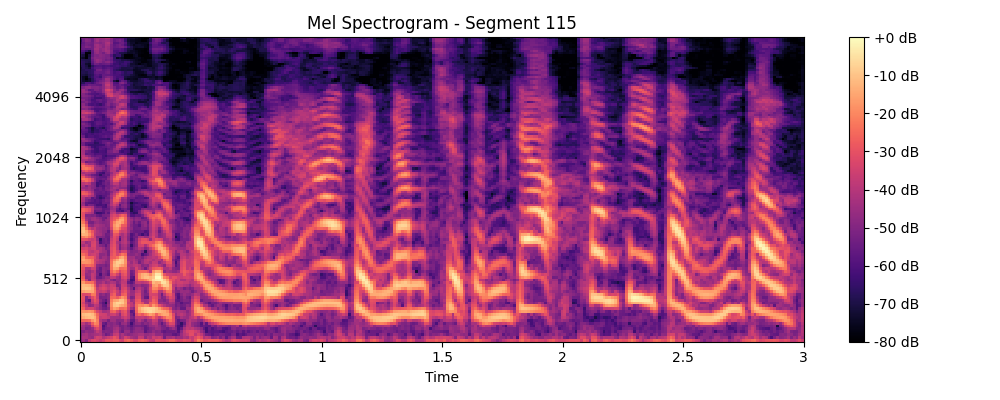 Mel Spectrogram - Segment 115
+0 dB
-10 dB
-20 dB
-30 dB
-40 dB
-50 dB
-60 dB
-70 dB
-80 dB
Frequency
4096
2048
1024
512
0
0 0.5 1 1.5 2 2.5 3
Time